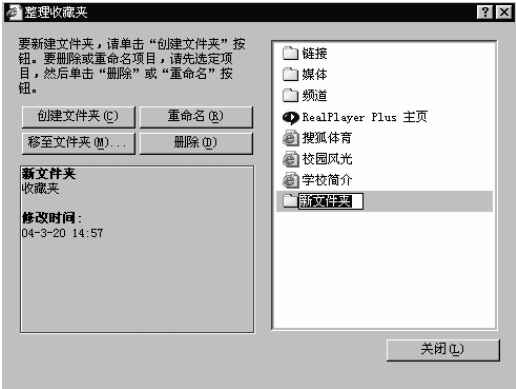 整理收藏夹
要新建文件夹，请单击“创建文件夹”按
钮。要删除或重命名项目，请先选定项
目，然后单击“删除”或“重命名”按
钮。
创建文件夹(C)
重命名(R)
移至文件夹(M)...
删除(D)
新文件夹
收藏夹
修改时间:
04-3-20 14:57
链接
媒体
频道
RealPlayer Plus 主页
搜狐体育
校园风光
学校简介
新文件夹
关闭(L)